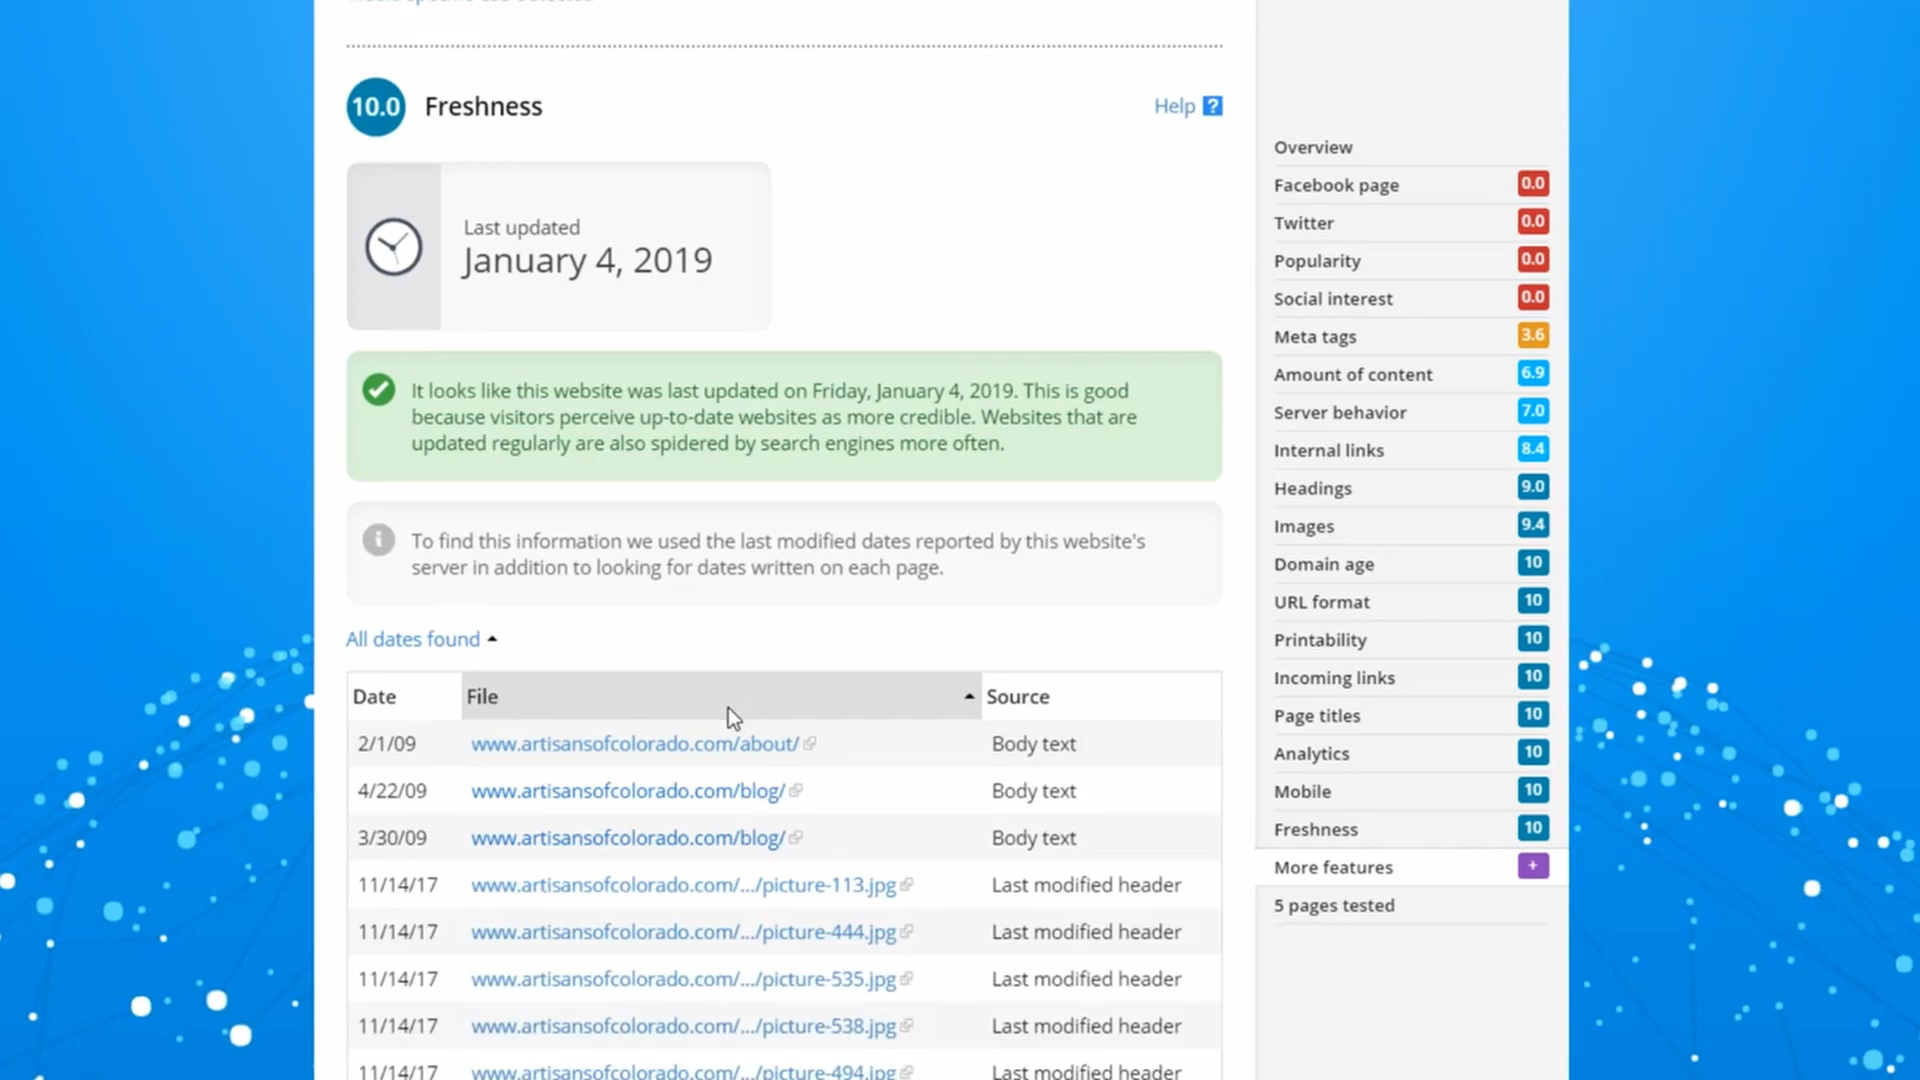 10.0 Freshness
Help ?
Last updated
January 4, 2019
It looks like this website was last updated on Friday, January 4, 2019. This is good
because visitors perceive up-to-date websites as more credible. Websites that are
updated regularly are also spidered by search engines more often.
i
To find this information we used the last modified dates reported by this website's
server in addition to looking for dates written on each page.
All dates found
Date File Source
2/1/09 www.artisansofcolorado.com/about/ Body text
4/22/09 www.artisansofcolorado.com/blog/ Body text
3/30/09 www.artisansofcolorado.com/blog/ Body text
11/14/17 www.artisansofcolorado.com/.../picture-113.jpg Last modified header
11/14/17 www.artisansofcolorado.com/.../picture-444.jpg Last modified header
11/14/17 www.artisansofcolorado.com/.../picture-535.jpg Last modified header
11/14/17 www.artisansofcolorado.com/.../picture-538.jpg Last modified header
11/14/17 www.artisansofcolorado.com/.../picture-494.jpg Last modified header
Overview
Facebook page 0.0
Twitter 0.0
Popularity 0.0
Social interest 0.0
Meta tags 3.6
Amount of content 6.9
Server behavior 7.0
Internal links 8.4
Headings 9.0
Images 9.4
Domain age 10
URL format 10
Printability 10
Incoming links 10
Page titles 10
Analytics 10
Mobile 10
Freshness 10
More features +
5 pages tested